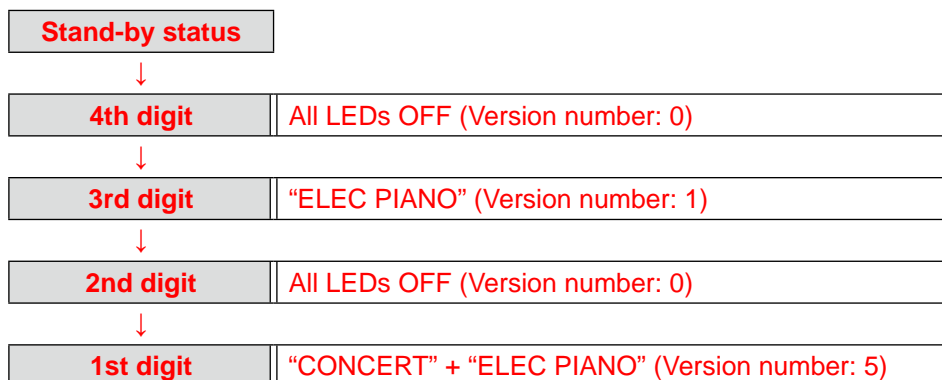 Stand-by status
↓
4th digit All LEDs OFF (Version number: 0)
↓
3rd digit “ELEC PIANO” (Version number: 1)
↓
2nd digit All LEDs OFF (Version number: 0)
↓
1st digit “CONCERT” + “ELEC PIANO” (Version number: 5)